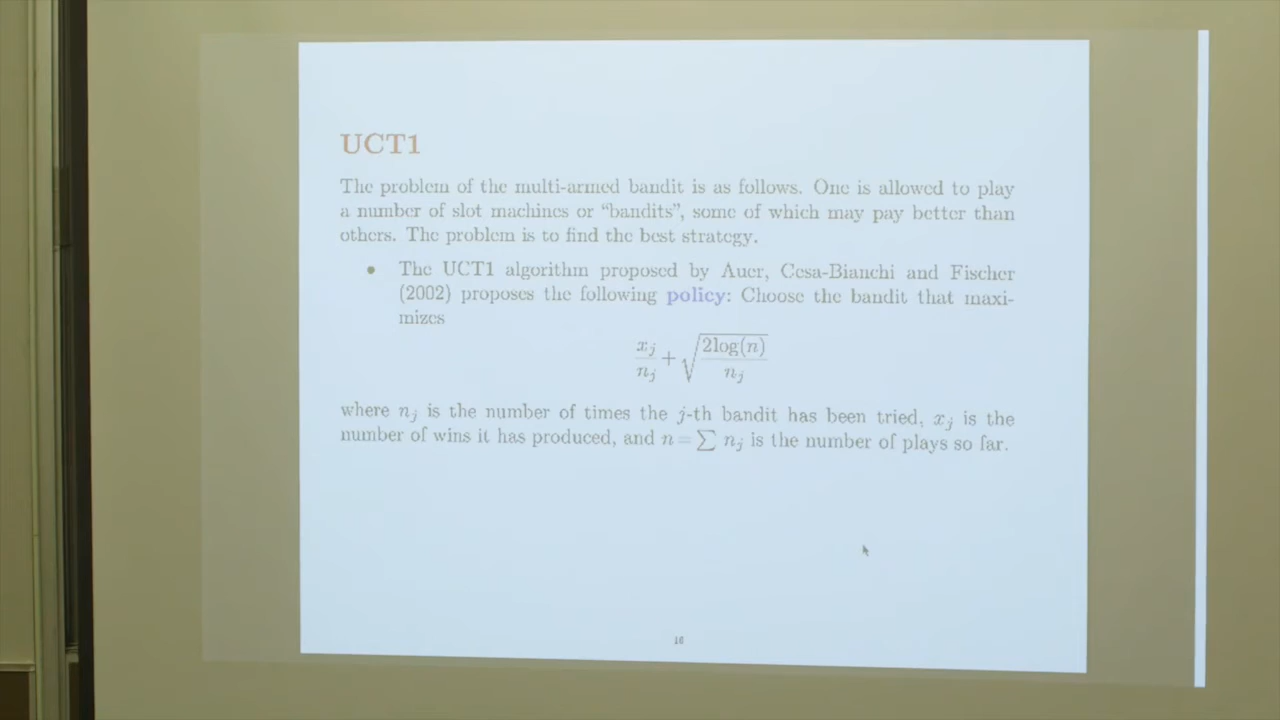 UCT1
The problem of the multi-armed bandit is as follows. One is allowed to play
a number of slot machines or “bandits”, some of which may pay better than
others. The problem is to find the best strategy.
• The UCT1 algorithm proposed by Auer, Cesa-Bianchi and Fischer
(2002) proposes the following policy: Choose the bandit that maxi-
mizes
x_j/n_j + √(2log(n)/n_j)
where n_j is the number of times the j-th bandit has been tried, x_j is the
number of wins it has produced, and n = ∑ n_j is the number of plays so far.
16